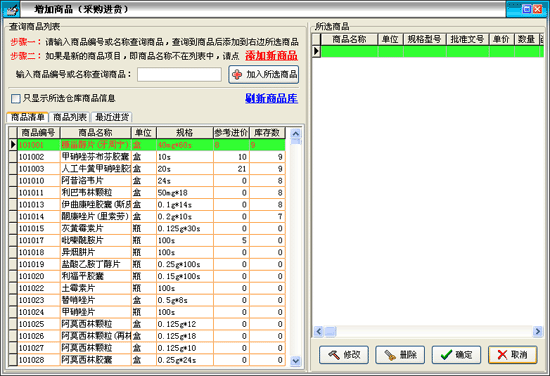 增加商品（采购进货）
查询商品列表
步骤一：请输入商品编号或名称查询商品，查询到商品后添加到右边所选商品
步骤二：如果是新的商品项目，即商品名称不在列表中，请点 添加新商品
输入商品编号或名称查询商品： 加入所选商品
只显示所选仓库商品信息 刷新商品库
商品清单 商品列表 最近进货
商品编号 商品名称 单位 规格 参考进价 库存数
101001 糠甾醇片(牙周宁) 盒 40mg*60s 8 9
101002 甲硝唑芬布芬胶囊 盒 10s 10 9
101003 人工牛黄甲硝唑胶 盒 20s 21 9
101010 阿昔洛韦片 盒 24s 0 8
101011 利巴韦林颗粒 盒 50mg*18 0 8
101013 伊曲康唑胶囊(斯皮 盒 0.1g*14s 0 8
101014 酮康唑片(里素劳) 盒 0.2g*10s 0 7
101015 灰黄霉素片 瓶 0.125g*30s 0 0
101017 吡嗪酰胺片 瓶 100s 5 0
101018 异烟肼片 瓶 100s 0 0
101019 盐酸乙胺丁醇片 瓶 0.25g*100s 0 0
101020 利福平胶囊 瓶 0.15g*100s 0 0
101022 土霉素片 瓶 100s 0 0
101023 替硝唑片 盒 0.5g*8s 0 0
101024 甲硝唑片 瓶 100s 0 0
101025 阿莫西林颗粒 盒 0.125g*12 0 0
101026 阿莫西林颗粒(再林 盒 0.125g*18 0 0
101027 阿莫西林颗粒 盒 0.125g*10 0 0
101028 阿莫西林胶囊 盒 0.25g*24s 0 0
所选商品
商品名称 单位 规格型号 批准文号 单价 数量
修改 删除 确定 取消